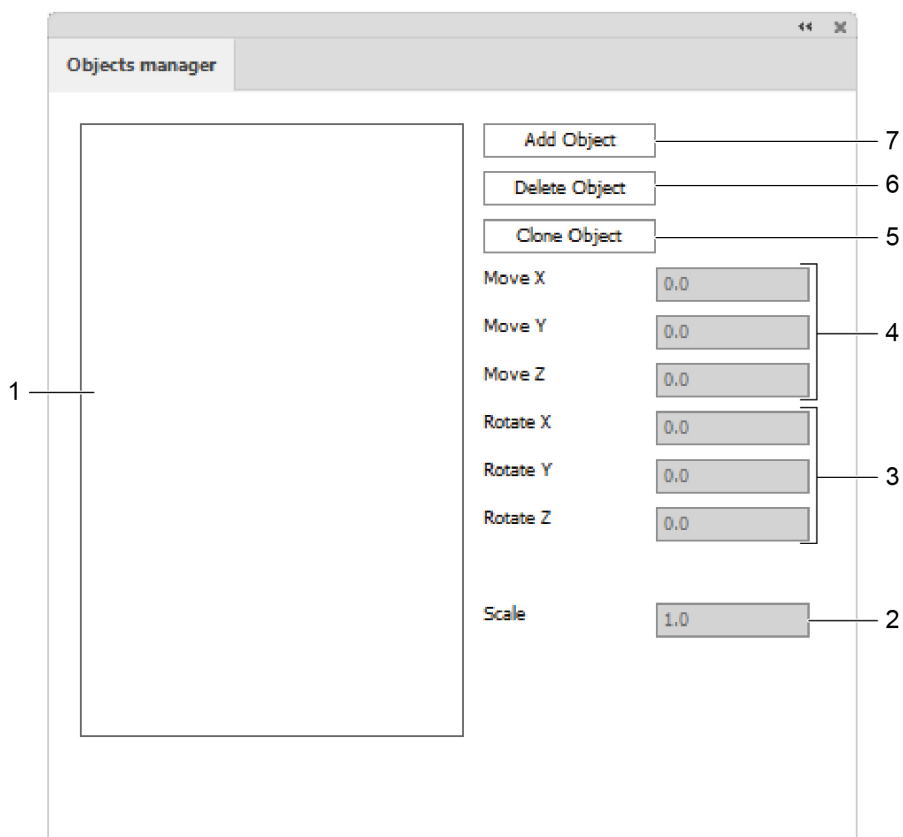 Objects manager
Add Object
7
Delete Object
6
Clone Object
5
Move X 0.0
Move Y 0.0
4
Move Z 0.0
1
Rotate X 0.0
Rotate Y 0.0
3
Rotate Z 0.0
Scale 1.0
2